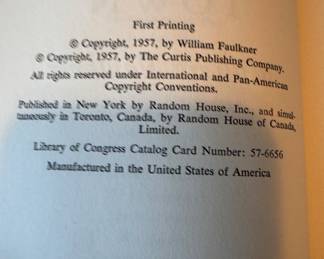 First Printing
© Copyright, 1957, by William Faulkner
© Copyright, 1957, by The Curtis Publishing Company.
All rights reserved under International and Pan-American
Copyright Conventions.
Published in New York by Random House, Inc., and simul-
taneously in Toronto, Canada, by Random House of Canada,
Limited.
Library of Congress Catalog Card Number: 57-6656
Manufactured in the United States of America